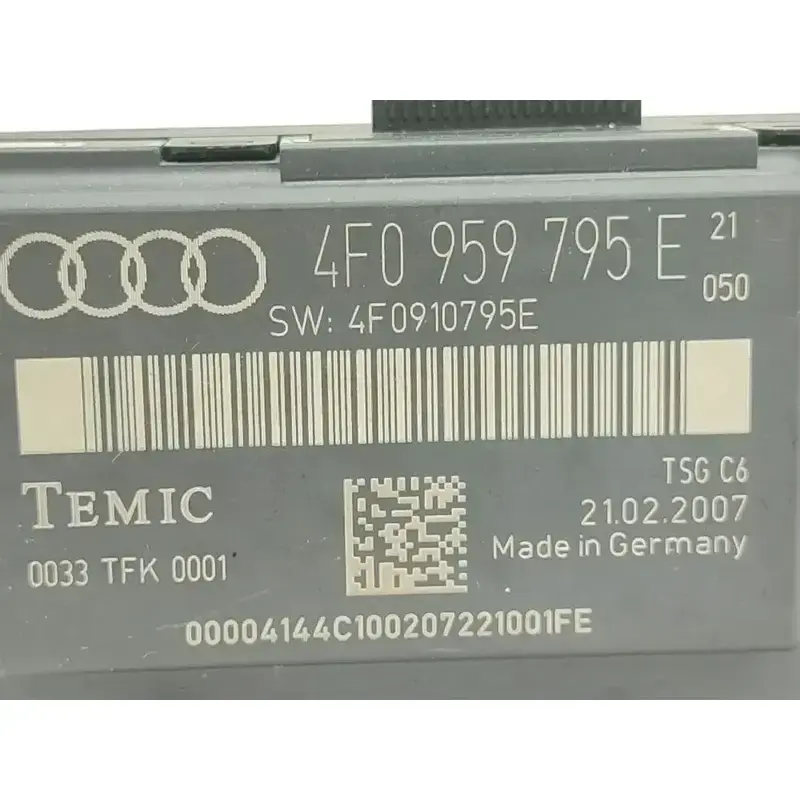 4F0 959 795 E 21
050
SW: 4F0910795E
TEMIC
TSG C6
21.02.2007
Made in Germany
0033 TFK 0001
00004144C100207221001FE